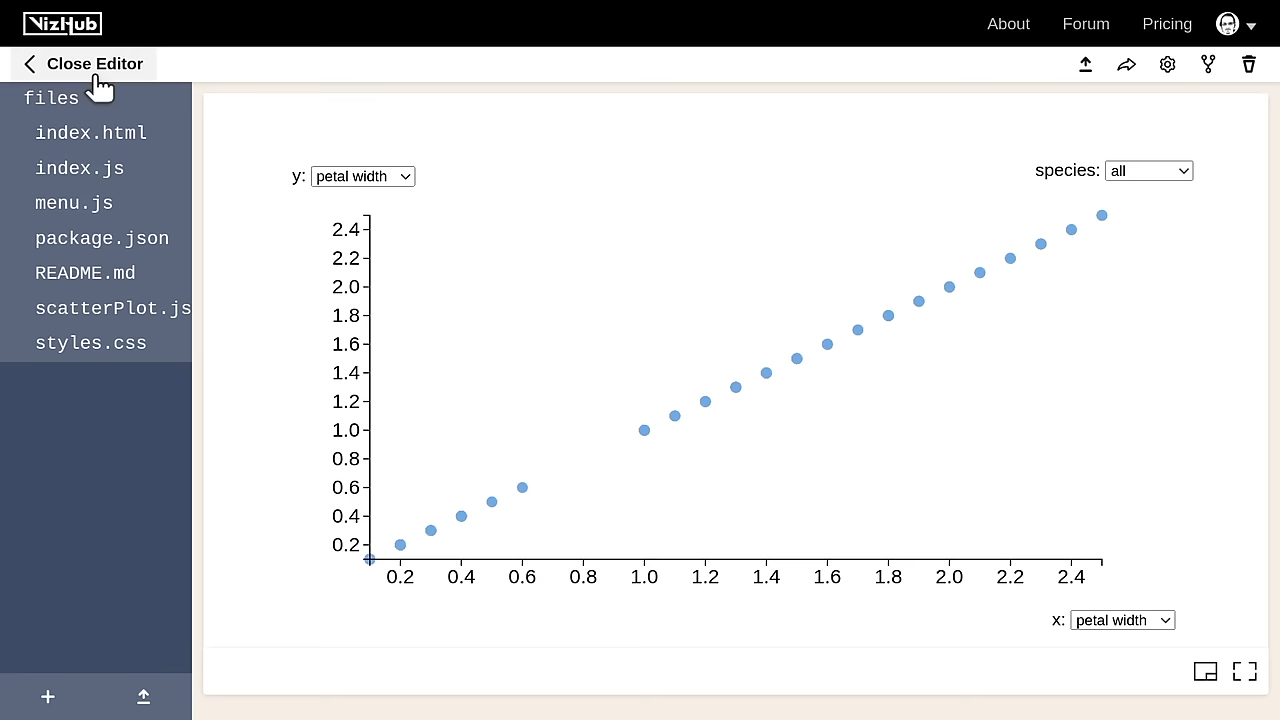 VizHub
About Forum Pricing
Close Editor
files
index.html
index.js
menu.js
package.json
README.md
scatterPlot.js
styles.css
y: petal width
species: all
2.4
2.2
2.0
1.8
1.6
1.4
1.2
1.0
0.8
0.6
0.4
0.2
0.2 0.4 0.6 0.8 1.0 1.2 1.4 1.6 1.8 2.0 2.2 2.4
x: petal width